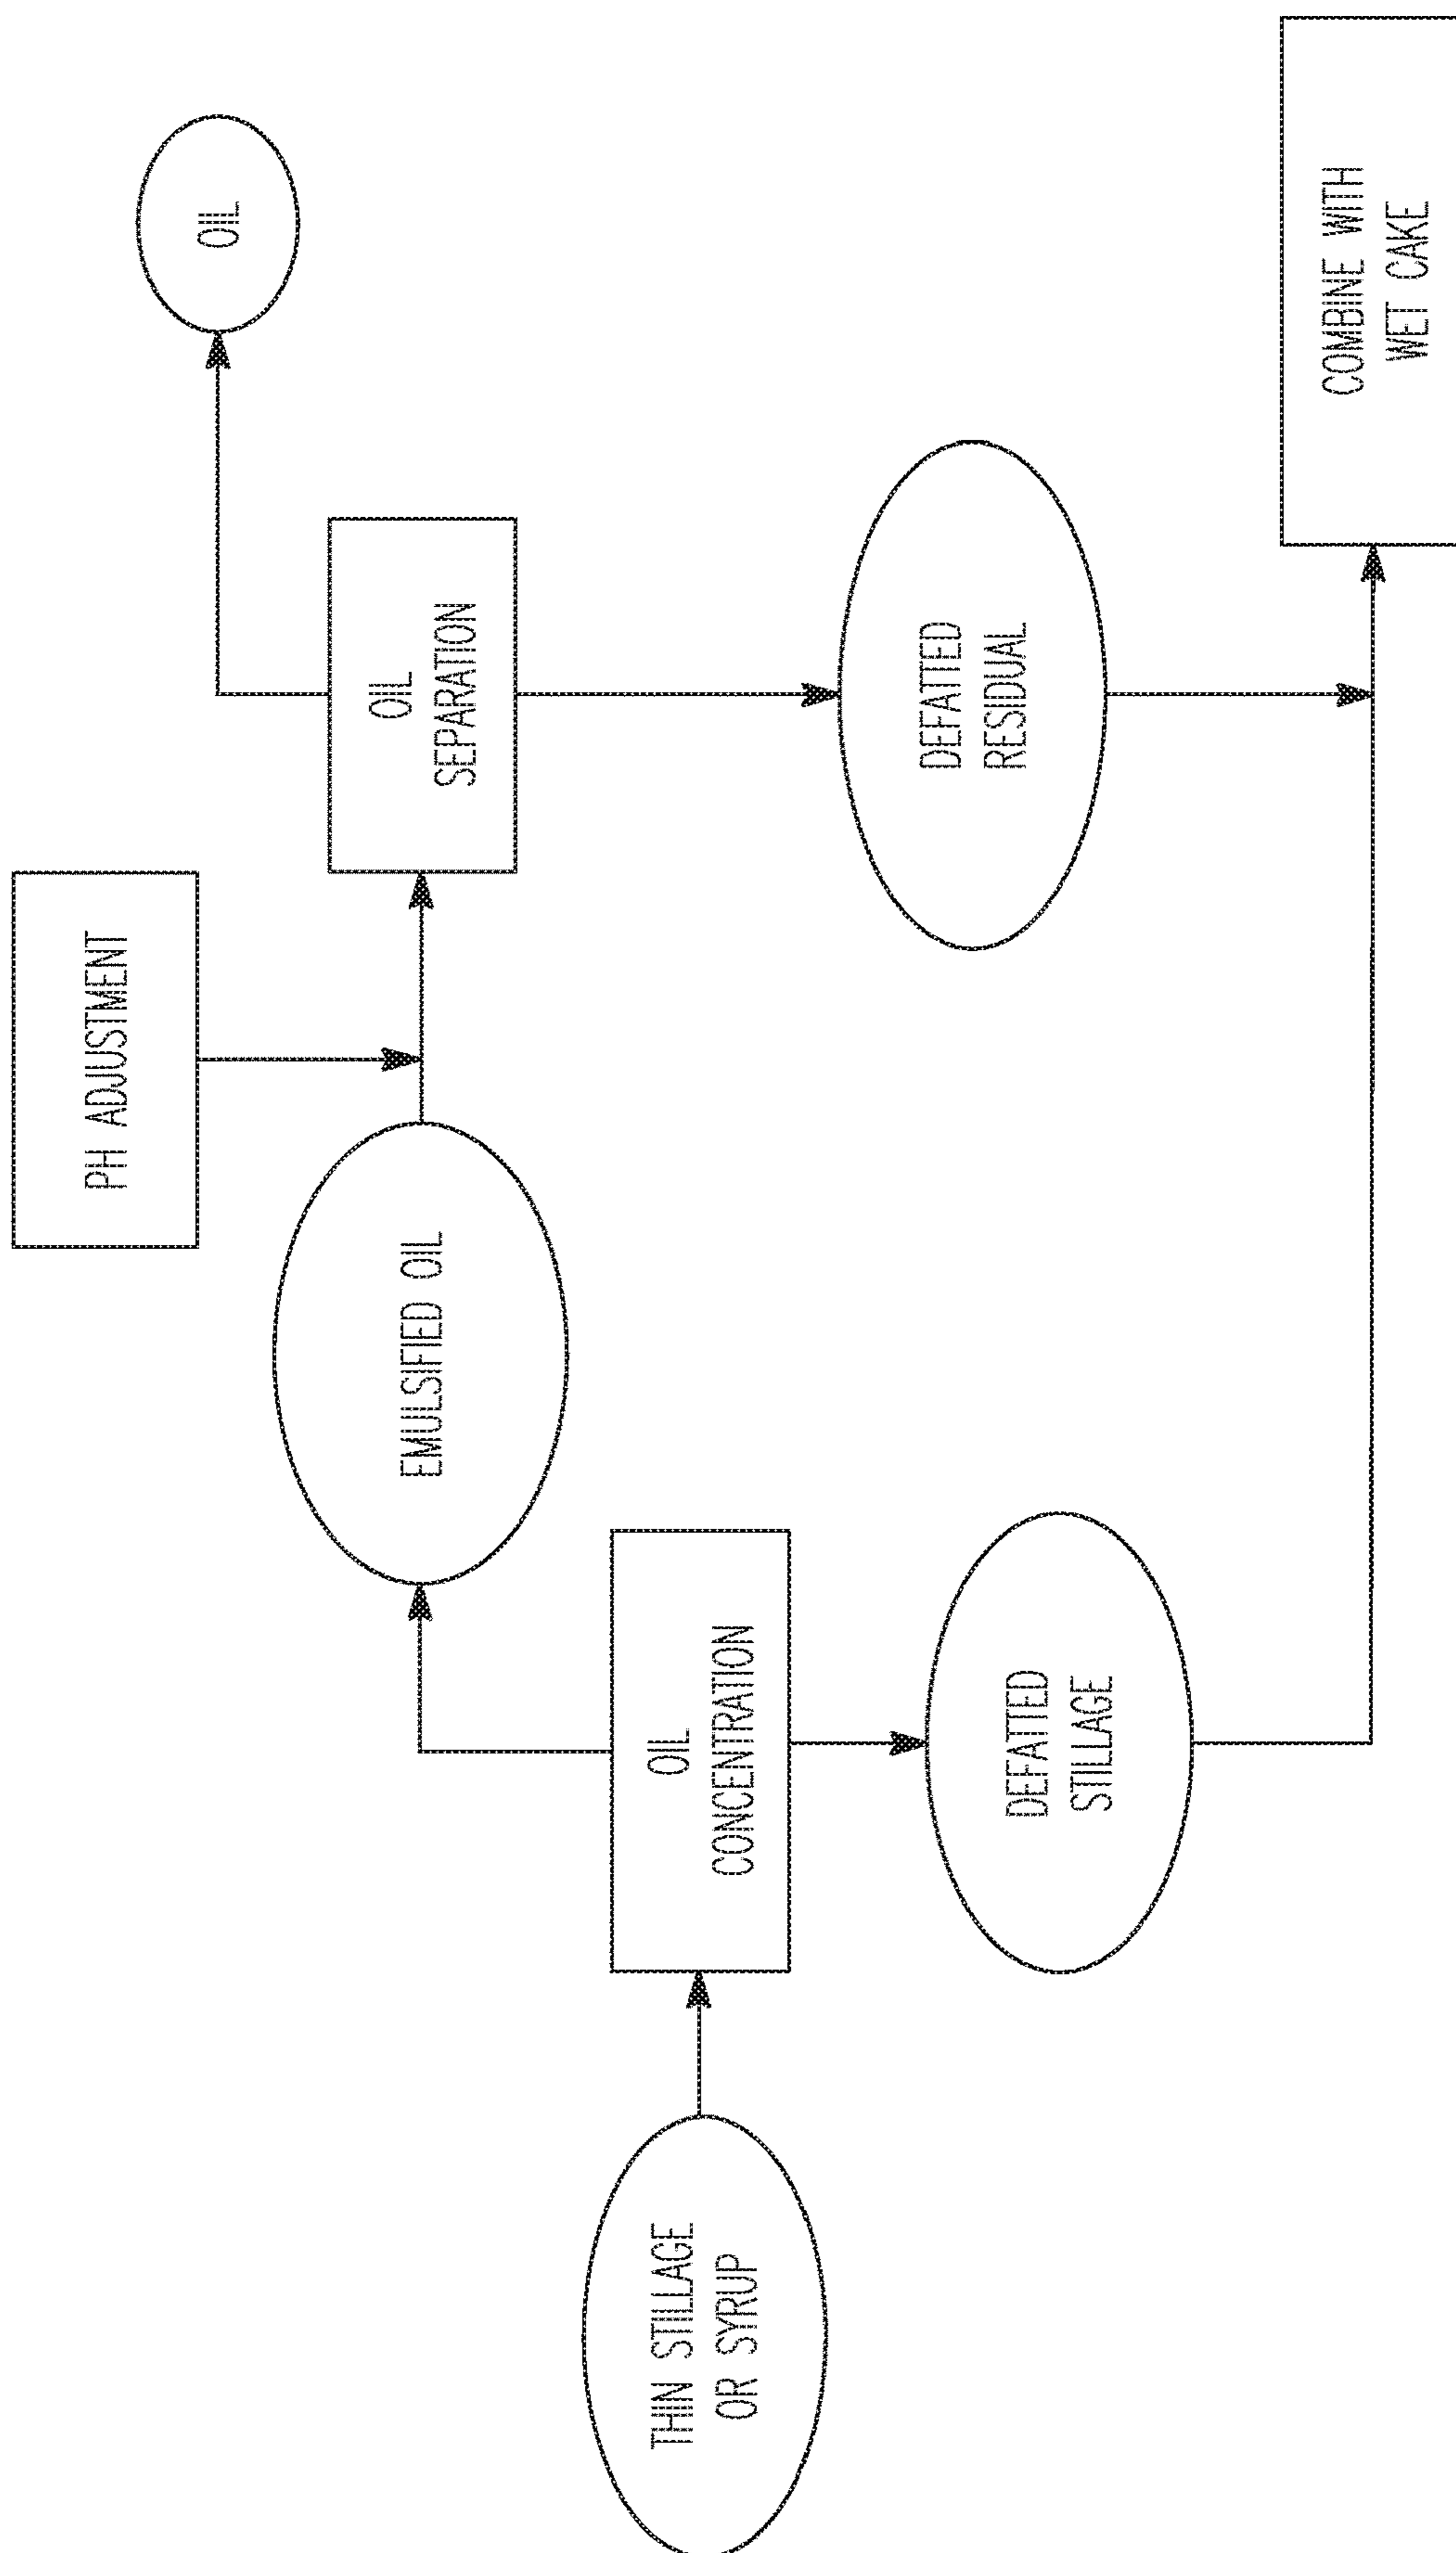 THIN STILLAGE
OR SYRUP
OIL
CONCENTRATION
DEFATTED
STILLAGE
EMULSIFIED OIL
PH ADJUSTMENT
OIL
SEPARATION
DEFATTED
RESIDUAL
OIL
COMBINE WITH
WET CAKE